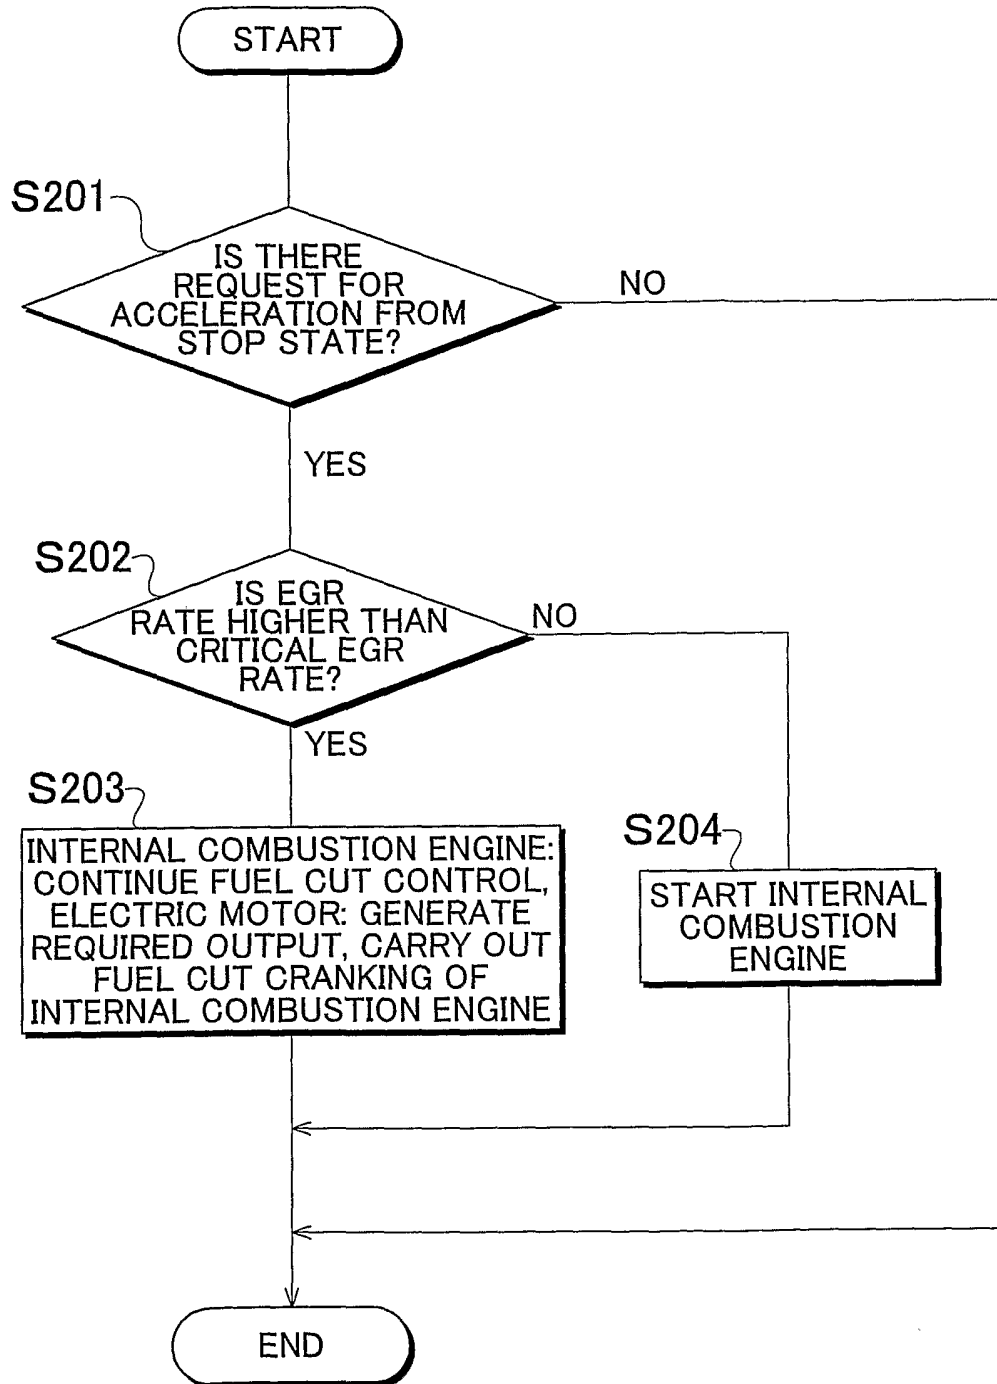 START
S201
IS THERE
REQUEST FOR
ACCELERATION FROM
STOP STATE?
NO
YES
S202
IS EGR
RATE HIGHER THAN
CRITICAL EGR
RATE?
NO
YES
S203
INTERNAL COMBUSTION ENGINE:
CONTINUE FUEL CUT CONTROL,
ELECTRIC MOTOR: GENERATE
REQUIRED OUTPUT, CARRY OUT
FUEL CUT CRANKING OF
INTERNAL COMBUSTION ENGINE
S204
START INTERNAL
COMBUSTION
ENGINE
END